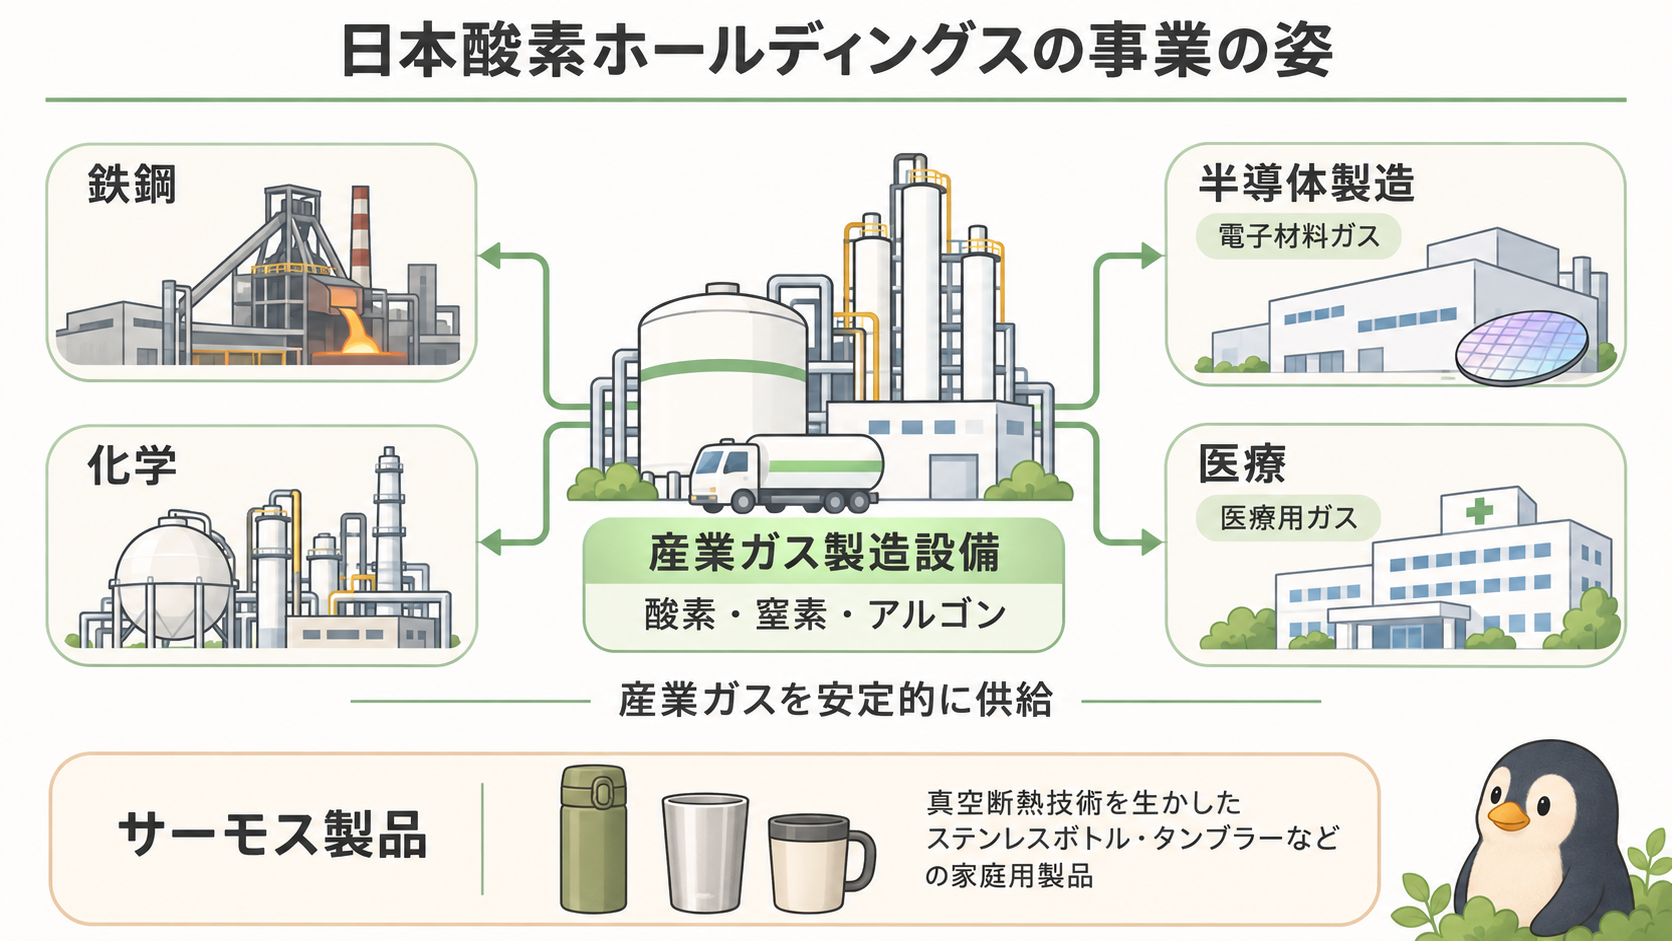 日本酸素ホールディングスの事業の姿
鉄鋼
半導体製造
電子材料ガス
化学
医療
医療用ガス
産業ガス製造設備
酸素・窒素・アルゴン
産業ガスを安定的に供給
サーモス製品
真空断熱技術を生かした
ステンレスボトル・タンブラーなど
の家庭用製品